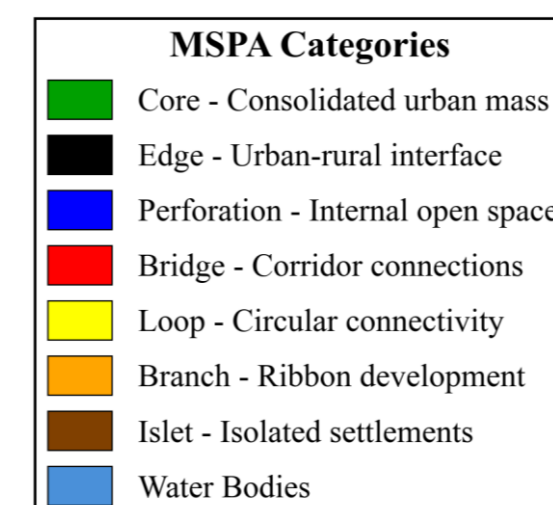 MSPA Categories
Core - Consolidated urban mass
Edge - Urban-rural interface
Perforation - Internal open space
Bridge - Corridor connections
Loop - Circular connectivity
Branch - Ribbon development
Islet - Isolated settlements
Water Bodies